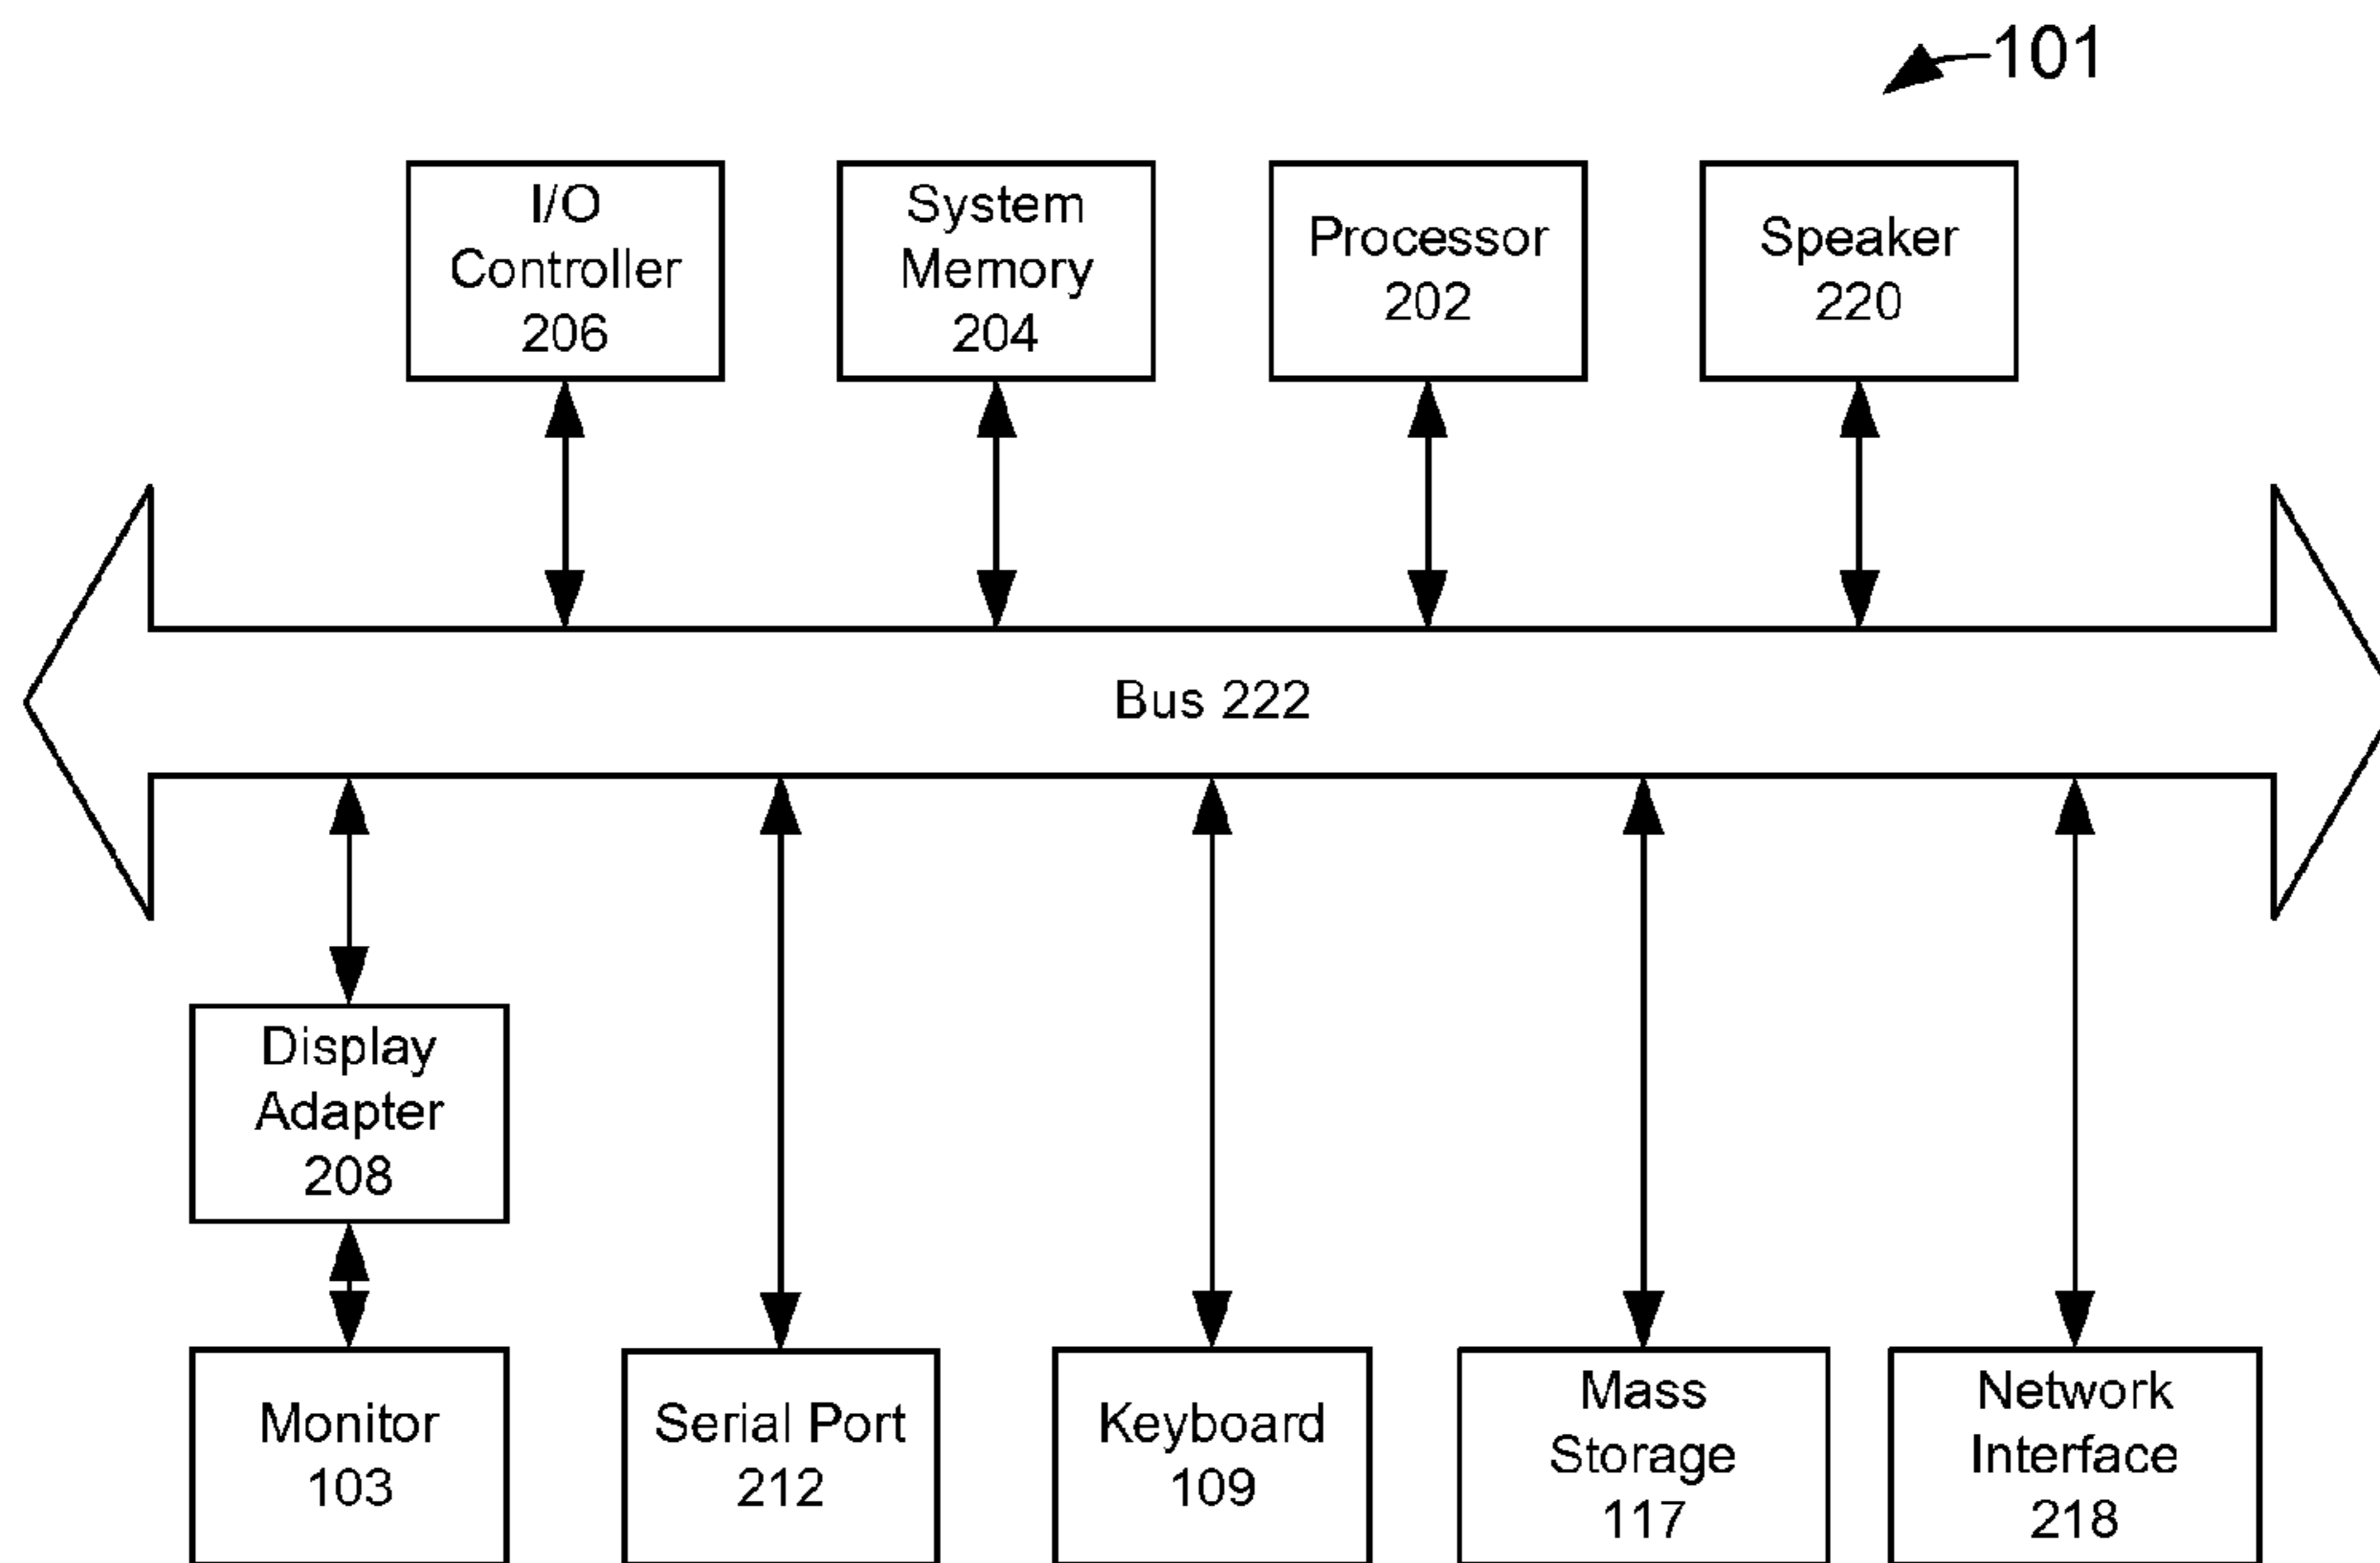 101
I/O
Controller
206
System
Memory
204
Processor
202
Speaker
220
Bus 222
Display
Adapter
208
Monitor
103
Serial Port
212
Keyboard
109
Mass
Storage
117
Network
Interface
218